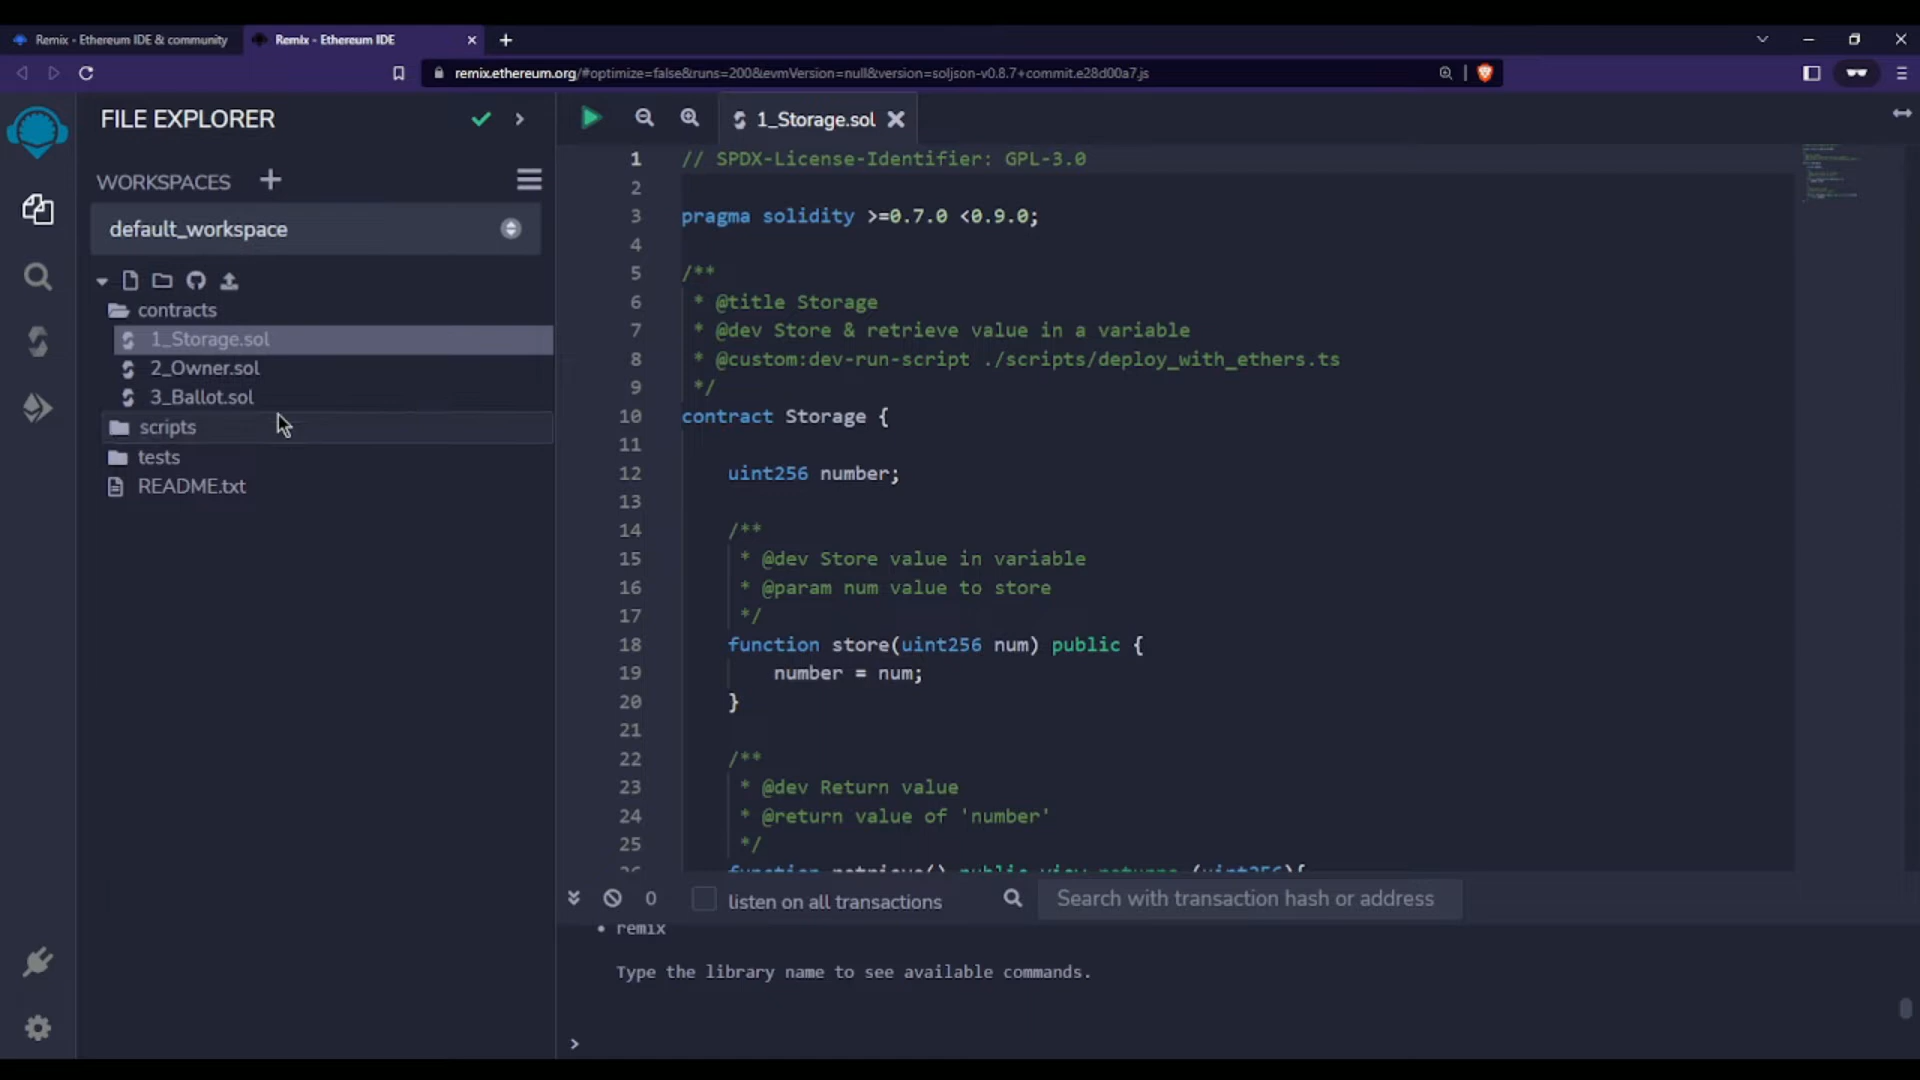 Remix - Ethereum IDE & community
Remix - Ethereum IDE
remix.ethereum.org/#optimize=false&runs=200&evmVersion=null&version=soljson-v0.8.7+commit.e28d00a7.js
FILE EXPLORER
WORKSPACES
default_workspace
contracts
1_Storage.sol
2_Owner.sol
3_Ballot.sol
scripts
tests
README.txt
1_Storage.sol
1 // SPDX-License-Identifier: GPL-3.0
2
3 pragma solidity >=0.7.0 <0.9.0;
4
5 /**
6 * @title Storage
7 * @dev Store & retrieve value in a variable
8 * @custom:dev-run-script ./scripts/deploy_with_ethers.ts
9 */
10 contract Storage {
11
12 uint256 number;
13
14 /**
15 * @dev Store value in variable
16 * @param num value to store
17 */
18 function store(uint256 num) public {
19 number = num;
20 }
21
22 /**
23 * @dev Return value
24 * @return value of 'number'
25 */
26 function retrieve() public view returns (uint256){
0
listen on all transactions
Search with transaction hash or address
• remix
Type the library name to see available commands.
>